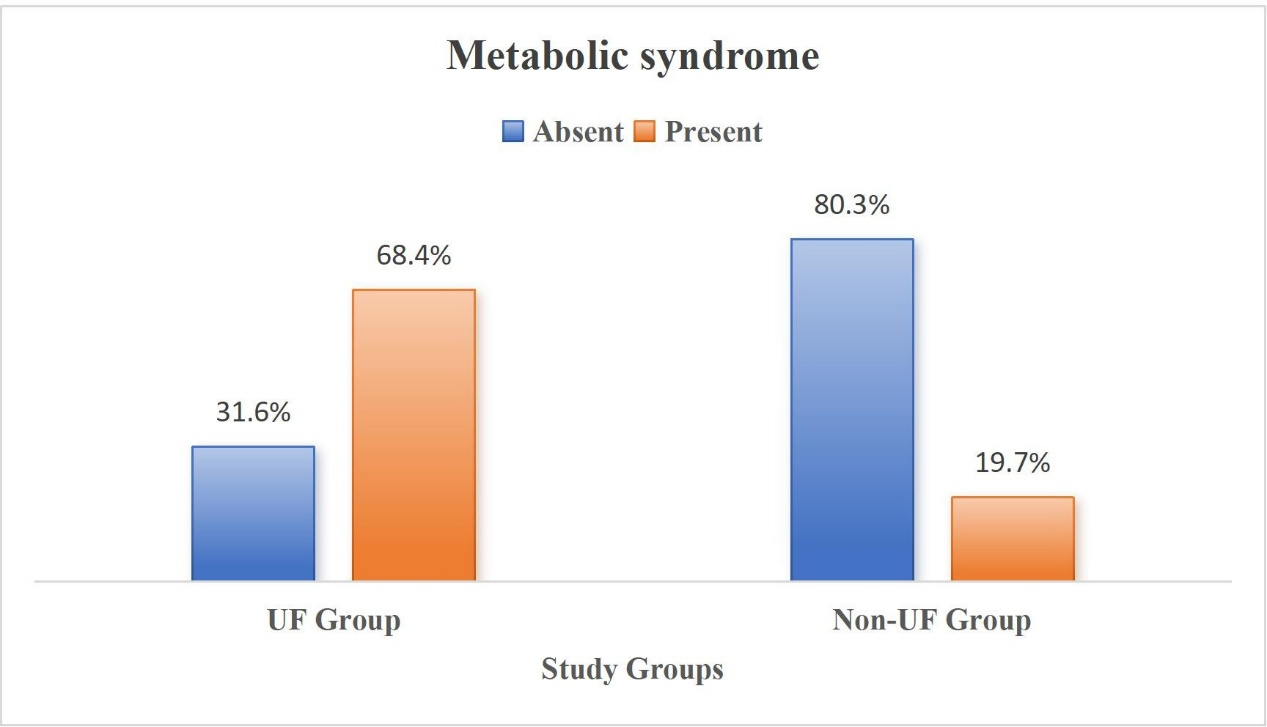 Metabolic syndrome
Absent Present
80.3%
68.4%
31.6%
19.7%
UF Group Non-UF Group
Study Groups